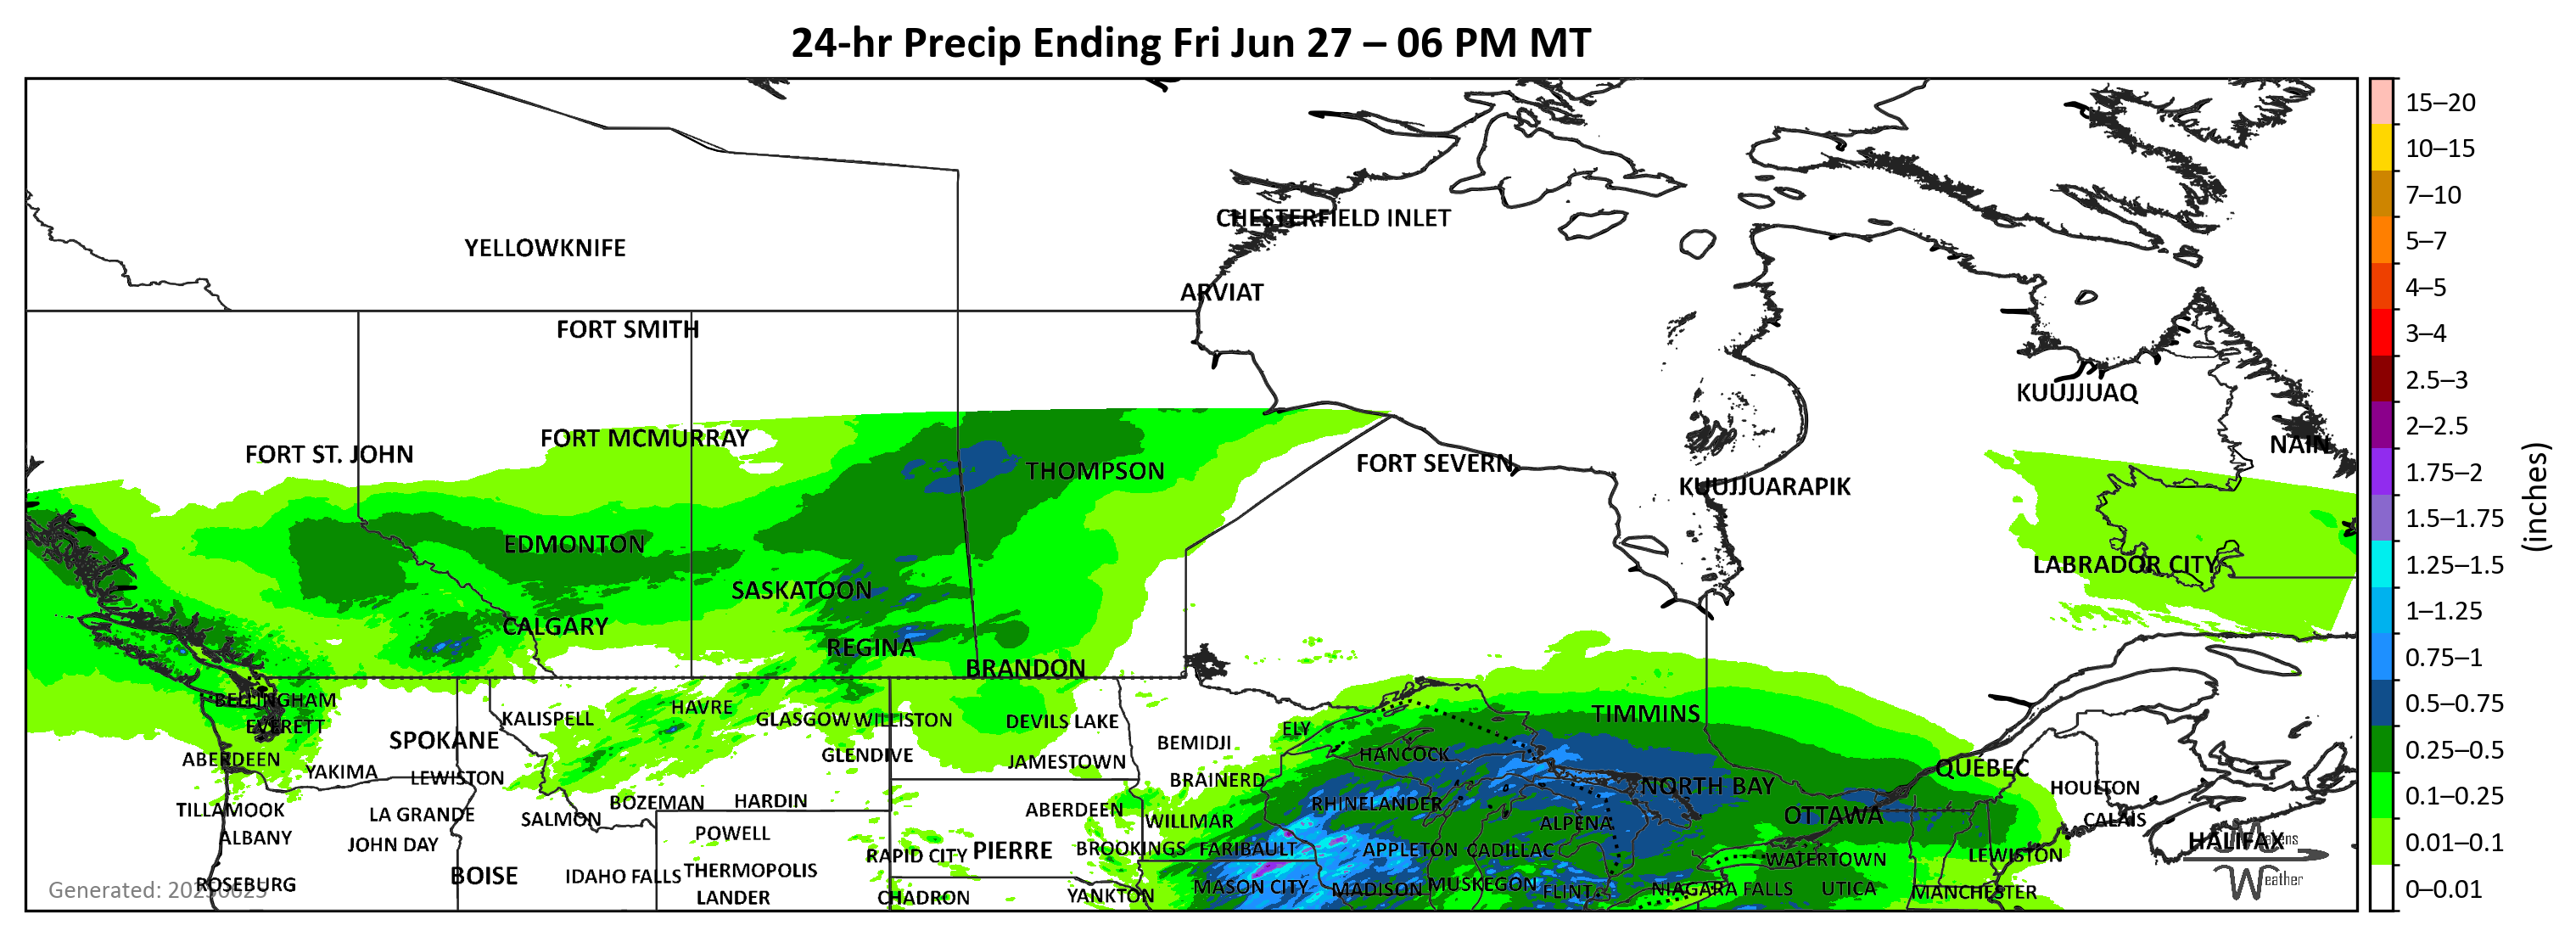 24-hr Precip Ending Fri Jun 27 – 06 PM MT
15–20
10–15
7–10
5–7
4–5
3–4
2.5–3
2–2.5
1.75–2
1.5–1.75
1.25–1.5
1–1.25
0.75–1
0.5–0.75
0.25–0.5
0.1–0.25
0.01–0.1
0–0.01
(inches)
CHESTERFIELD INLET
YELLOWKNIFE
ARVIAT
FORT SMITH
KUUJJUAQ
FORT MCMURRAY
NAIN
FORT ST. JOHN
FORT SEVERN
THOMPSON
KUUJJUARAPIK
EDMONTON
LABRADOR CITY
SASKATOON
CALGARY
REGINA
BRANDON
BELLINGHAM
HAVRE
TIMMINS
KALISPELL
GLASGOW
WILLISTON
DEVILS LAKE
EVERETT
ELY
SPOKANE
BEMIDJI
GLENDIVE
HANCOCK
ABERDEEN
JAMESTOWN
QUÉBEC
YAKIMA
LEWISTON
BRAINERD
NORTH BAY
HOULTON
BOZEMAN
HARDIN
RHINELANDER
TILLAMOOK
LA GRANDE
SALMON
ABERDEEN
WILLMAR
ALPENA
OTTAWA
CALAIS
ALBANY
POWELL
JOHN DAY
HALIFAX
RAPID CITY
PIERRE
BROOKINGS
FARIBAULT
APPLETON
CADILLAC
WATERTOWN
LEWISTON
BOISE
IDAHO FALLS
THERMOPOLIS
ROSEBURG
MASON CITY
MADISON
MUSKEGON
FLINT
NIAGARA FALLS
UTICA
MANCHESTER
LANDER
CHADRON
YANKTON
Weather